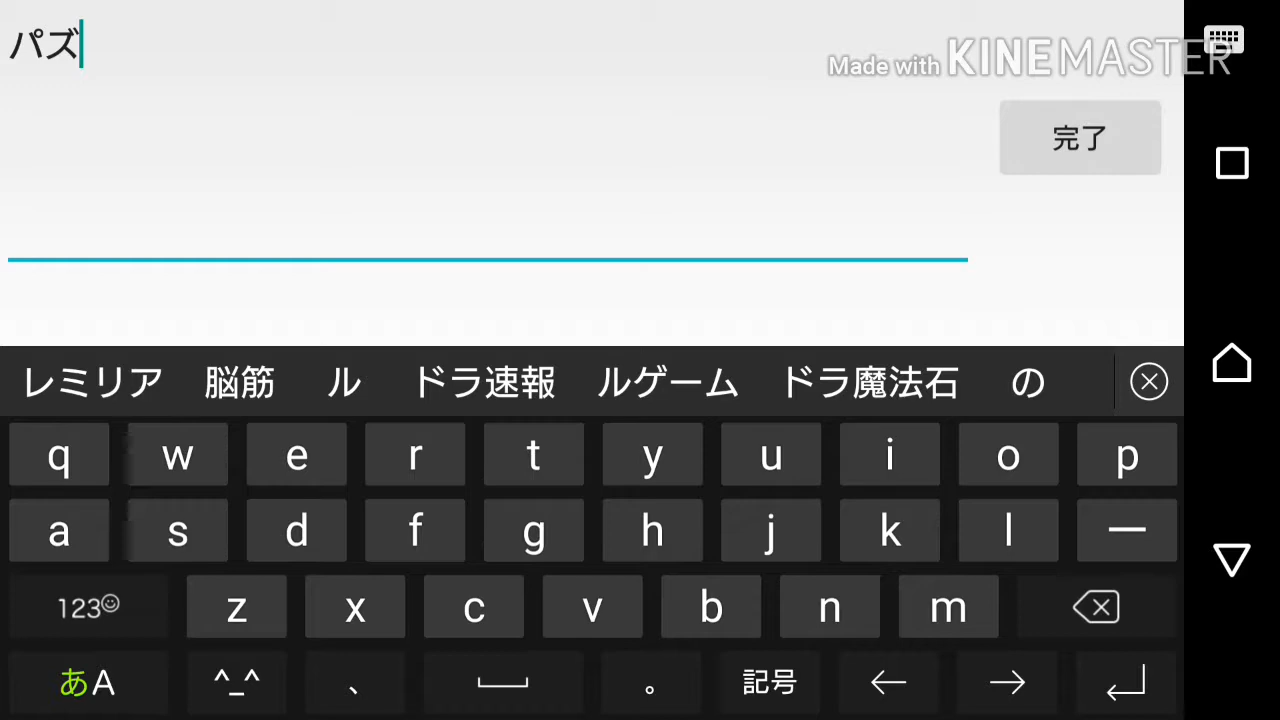 パズ
Made with KINEMASTER
完了
レミリア 脳筋 ル ドラ速報 ルゲーム ドラ魔法石 の
q w e r t y u i o p
a s d f g h j k l ー
123☺ z x c v b n m
あA ^_^ 、 。 記号 ← →